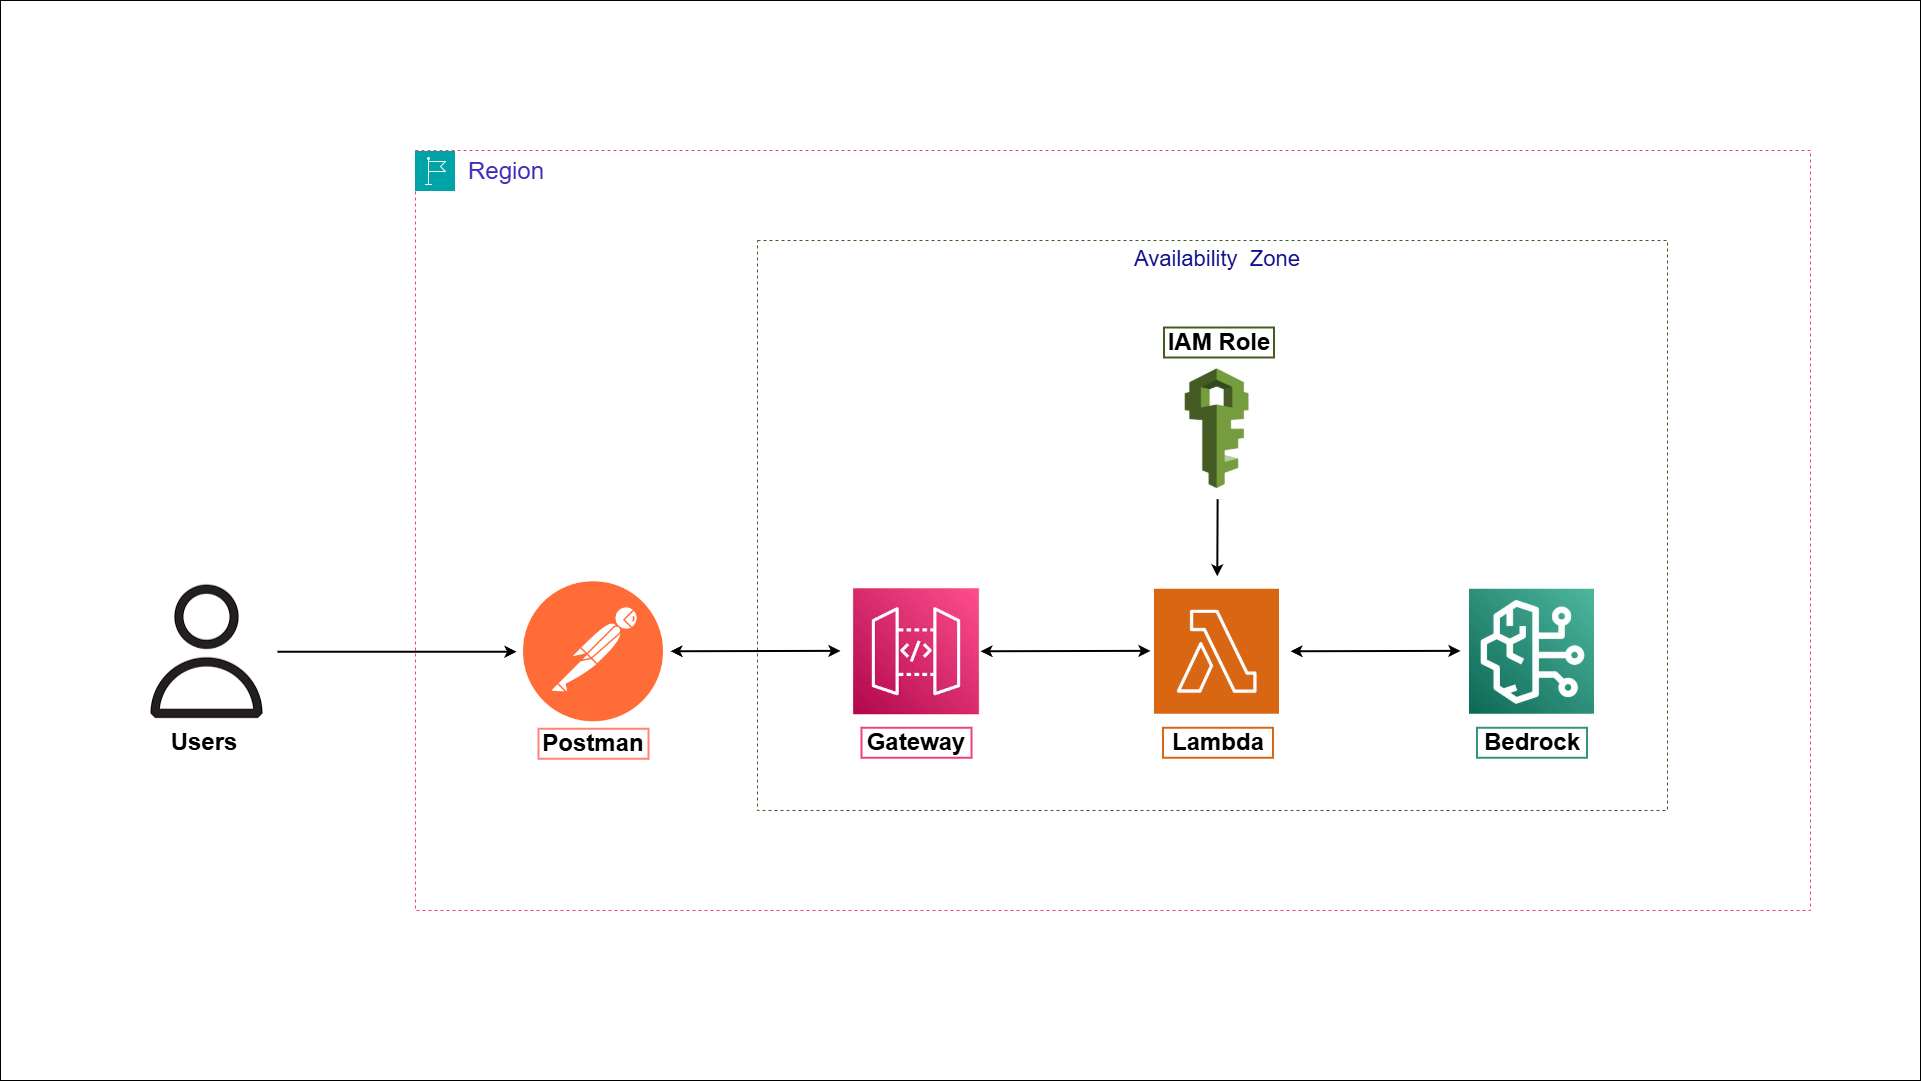 Region
Availability Zone
IAM Role
Users
Postman
Gateway
Lambda
Bedrock